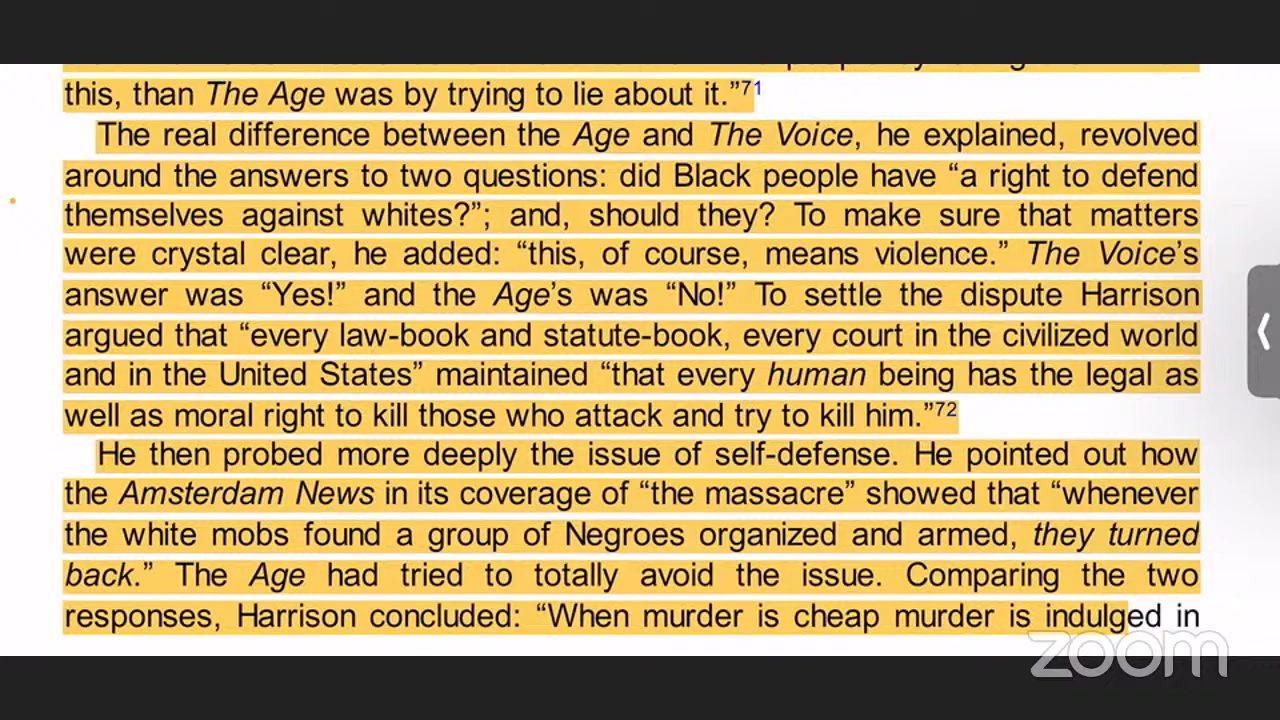 this, than The Age was by trying to lie about it.”71
The real difference between the Age and The Voice, he explained, revolved
around the answers to two questions: did Black people have “a right to defend
themselves against whites?”; and, should they? To make sure that matters
were crystal clear, he added: “this, of course, means violence.” The Voice’s
answer was “Yes!” and the Age’s was “No!” To settle the dispute Harrison
argued that “every law-book and statute-book, every court in the civilized world
and in the United States” maintained “that every human being has the legal as
well as moral right to kill those who attack and try to kill him.”72
He then probed more deeply the issue of self-defense. He pointed out how
the Amsterdam News in its coverage of “the massacre” showed that “whenever
the white mobs found a group of Negroes organized and armed, they turned
back.” The Age had tried to totally avoid the issue. Comparing the two
responses, Harrison concluded: “When murder is cheap murder is indulged in
zoom